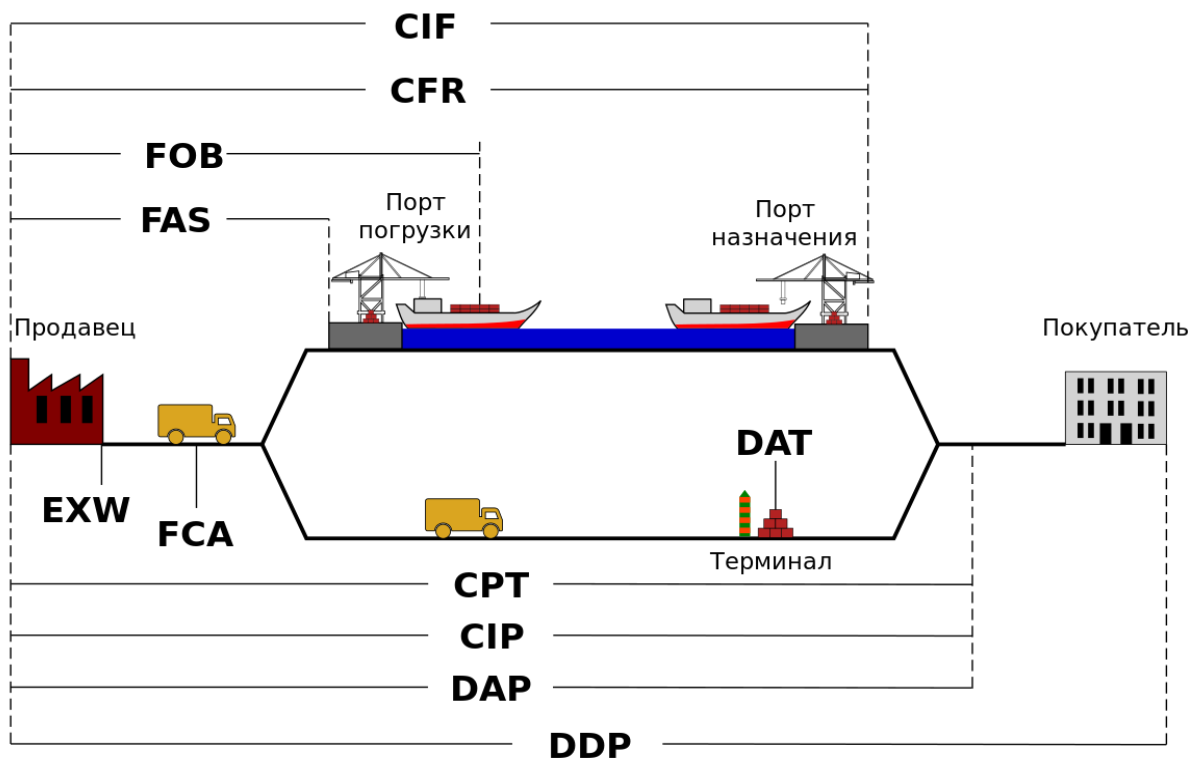 CIF
CFR
FOB
FAS
Порт
погрузки
Порт
назначения
Продавец
Покупатель
EXW
FCA
DAT
Терминал
CPT
CIP
DAP
DDP